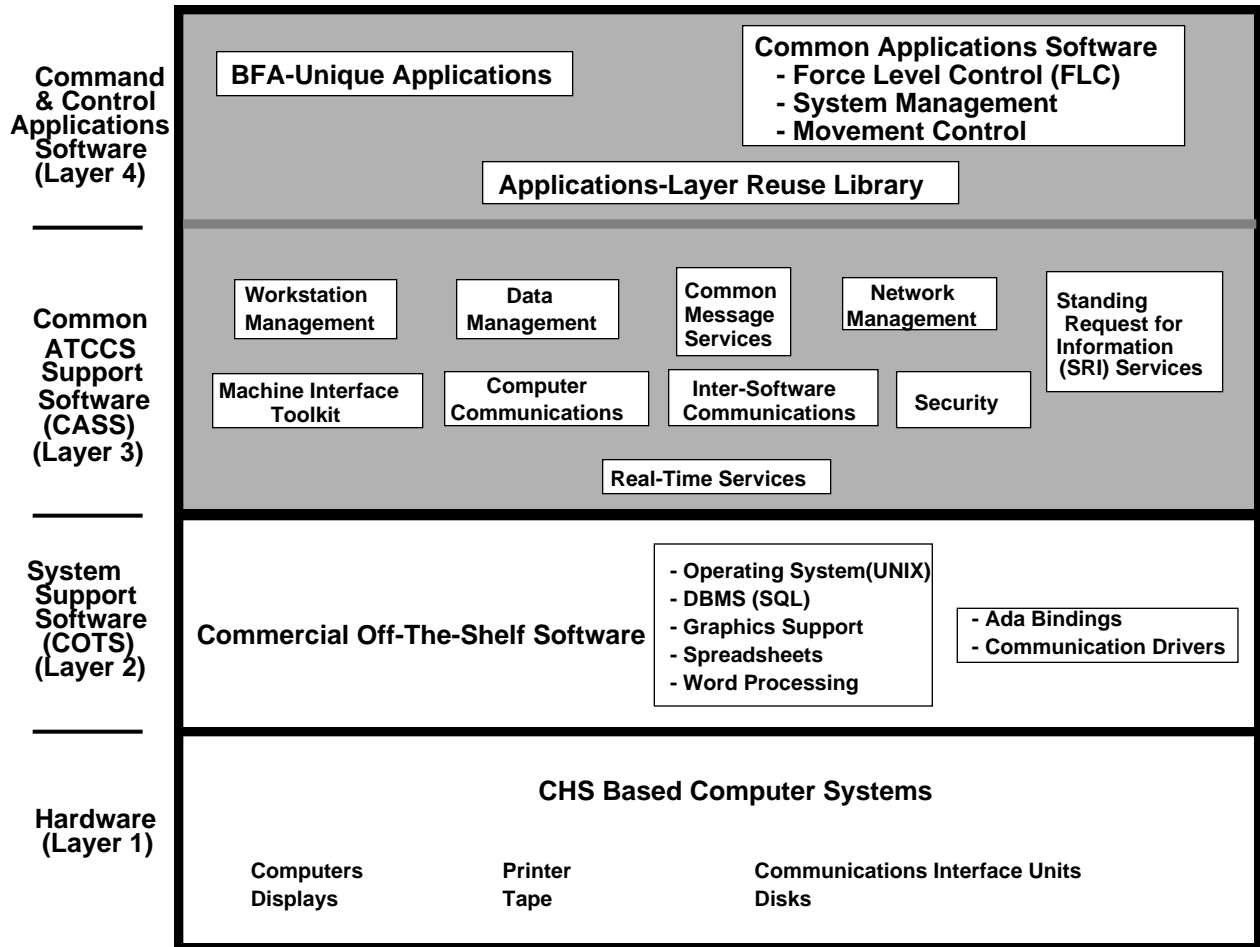 Command
& Control
Applications
Software
(Layer 4)
BFA-Unique Applications
Common Applications Software
- Force Level Control (FLC)
- System Management
- Movement Control
Applications-Layer Reuse Library
Common
ATCCS
Support
Software
(CASS)
(Layer 3)
Workstation
Management
Data
Management
Common
Message
Services
Network
Management
Standing
Request for
Information
(SRI) Services
Machine Interface
Toolkit
Computer
Communications
Inter-Software
Communications
Security
Real-Time Services
System
Support
Software
(COTS)
(Layer 2)
Commercial Off-The-Shelf Software
- Operating System(UNIX)
- DBMS (SQL)
- Graphics Support
- Spreadsheets
- Word Processing
- Ada Bindings
- Communication Drivers
Hardware
(Layer 1)
CHS Based Computer Systems
Computers
Displays
Printer
Tape
Communications Interface Units
Disks